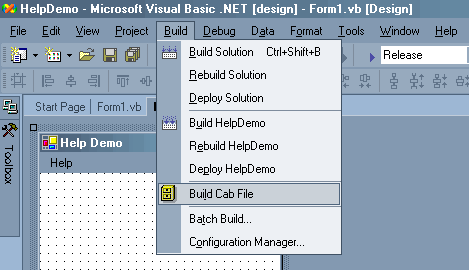 HelpDemo - Microsoft Visual Basic .NET [design] - Form1.vb [Design]
File Edit View Project Build Debug Data Format Tools Window Help
Release
Start Page Form1.vb
Toolbox
Help Demo
Help
Build Solution Ctrl+Shift+B
Rebuild Solution
Deploy Solution
Build HelpDemo
Rebuild HelpDemo
Deploy HelpDemo
Build Cab File
Batch Build...
Configuration Manager...